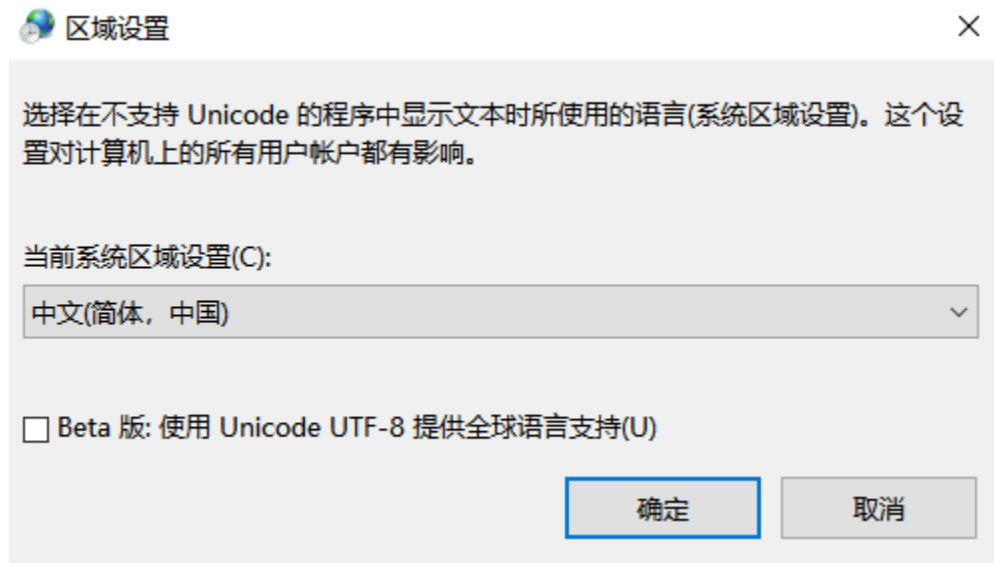 区域设置
选择在不支持 Unicode 的程序中显示文本时所使用的语言(系统区域设置)。这个设
置对计算机上的所有用户帐户都有影响。
当前系统区域设置(C):
中文(简体，中国)
Beta 版: 使用 Unicode UTF-8 提供全球语言支持(U)
确定
取消